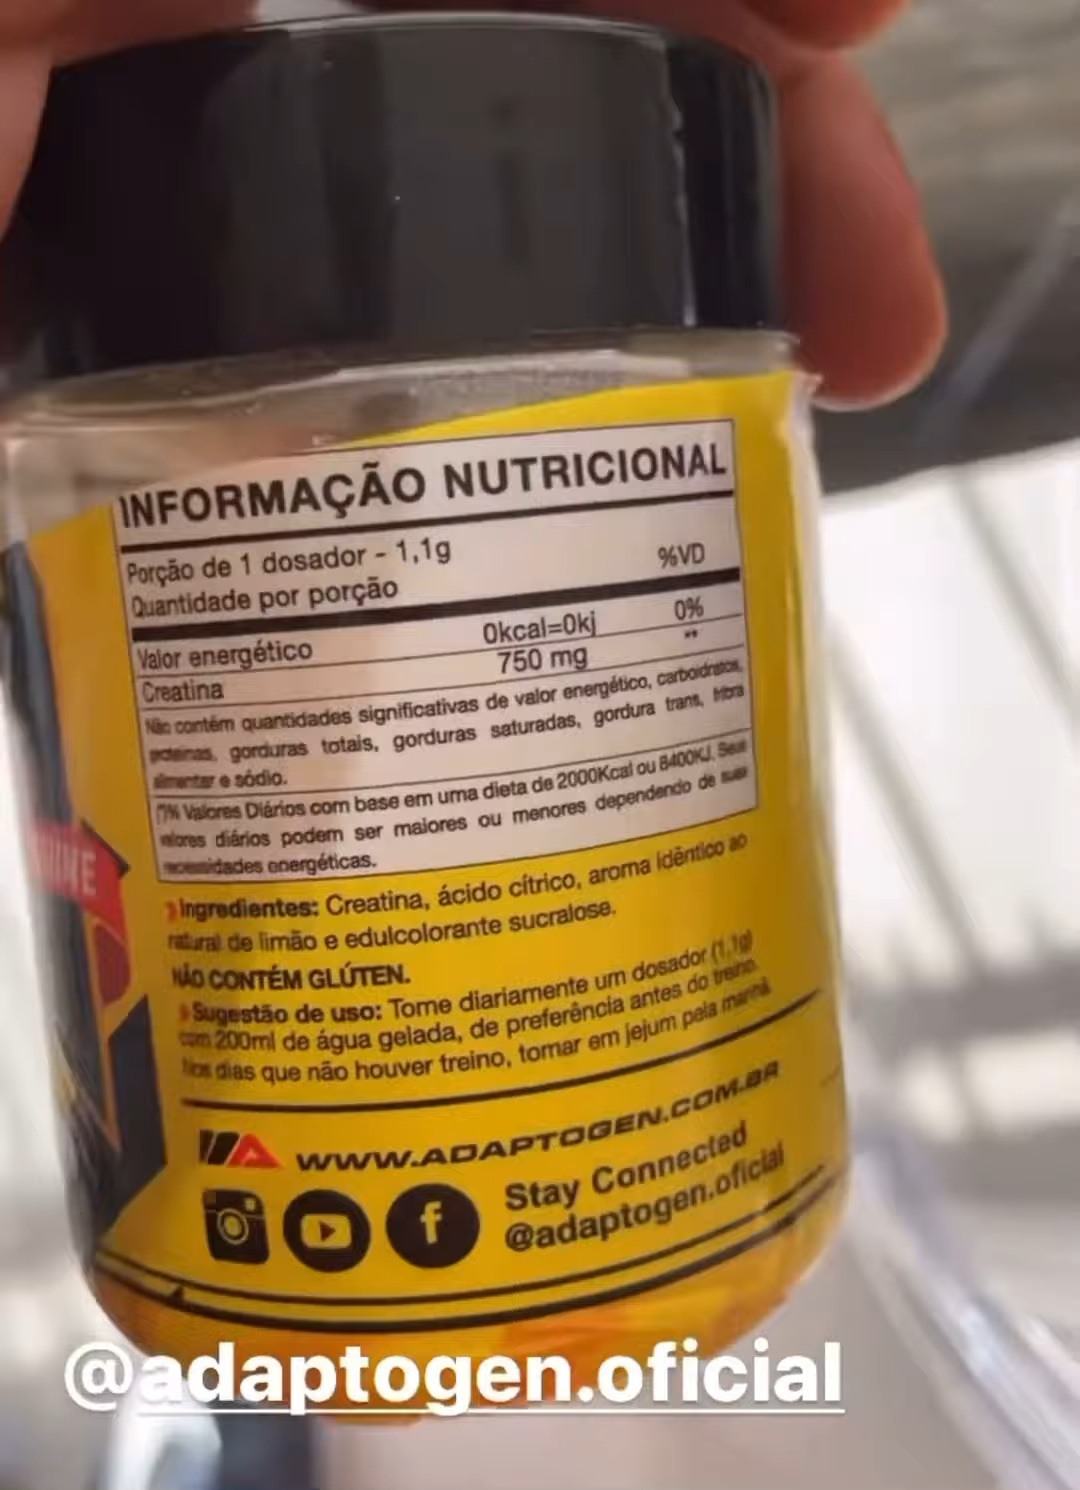 INFORMAÇÃO NUTRICIONAL
Porção de 1 dosador - 1,1g
Quantidade por porção %VD
Valor energético 0kcal=0kj 0%
Creatina 750 mg **
Não contém quantidades significativas de valor energético, carboidratos,
proteínas, gorduras totais, gorduras saturadas, gordura trans, fribra
alimentar e sódio.
(*)% Valores Diários com base em uma dieta de 2000Kcal ou 8400KJ. Seus
valores diários podem ser maiores ou menores dependendo de suas
necessidades energéticas.
Ingredientes: Creatina, ácido cítrico, aroma idêntico ao
natural de limão e edulcolorante sucralose.
NÃO CONTÉM GLÚTEN.
Sugestão de uso: Tome diariamente um dosador (1,1g)
com 200ml de água gelada, de preferência antes do treino.
Nos dias que não houver treino, tomar em jejum pela manhã.
WWW.ADAPTOGEN.COM.BR
Stay Connected
@adaptogen.oficial
@adaptogen.oficial